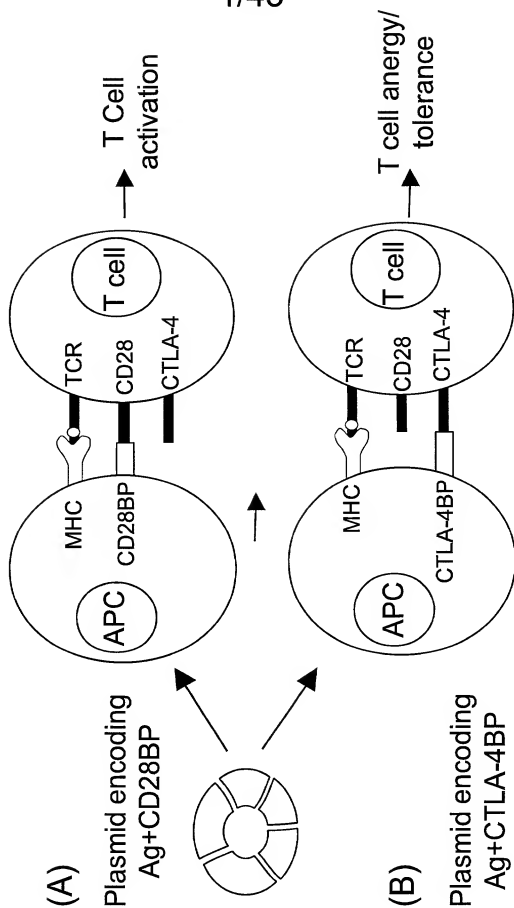 (A)
Plasmid encoding
Ag+CD28BP
APC
MHC
CD28BP
TCR
CD28
CTLA-4
T cell
T Cell
activation
(B)
Plasmid encoding
Ag+CTLA-4BP
APC
MHC
CTLA-4BP
TCR
CD28
CTLA-4
T cell
T cell anergy/
tolerance